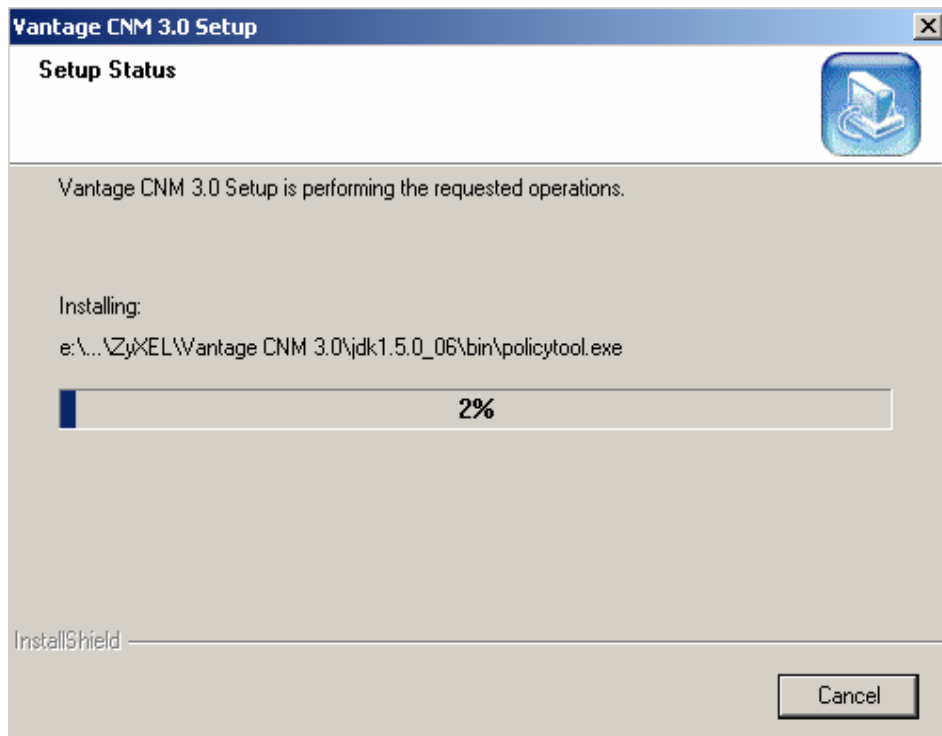 Vantage CNM 3.0 Setup
Setup Status
Vantage CNM 3.0 Setup is performing the requested operations.
Installing:
e:\...\ZyXEL\Vantage CNM 3.0\jdk1.5.0_06\bin\policytool.exe
2%
InstallShield
Cancel